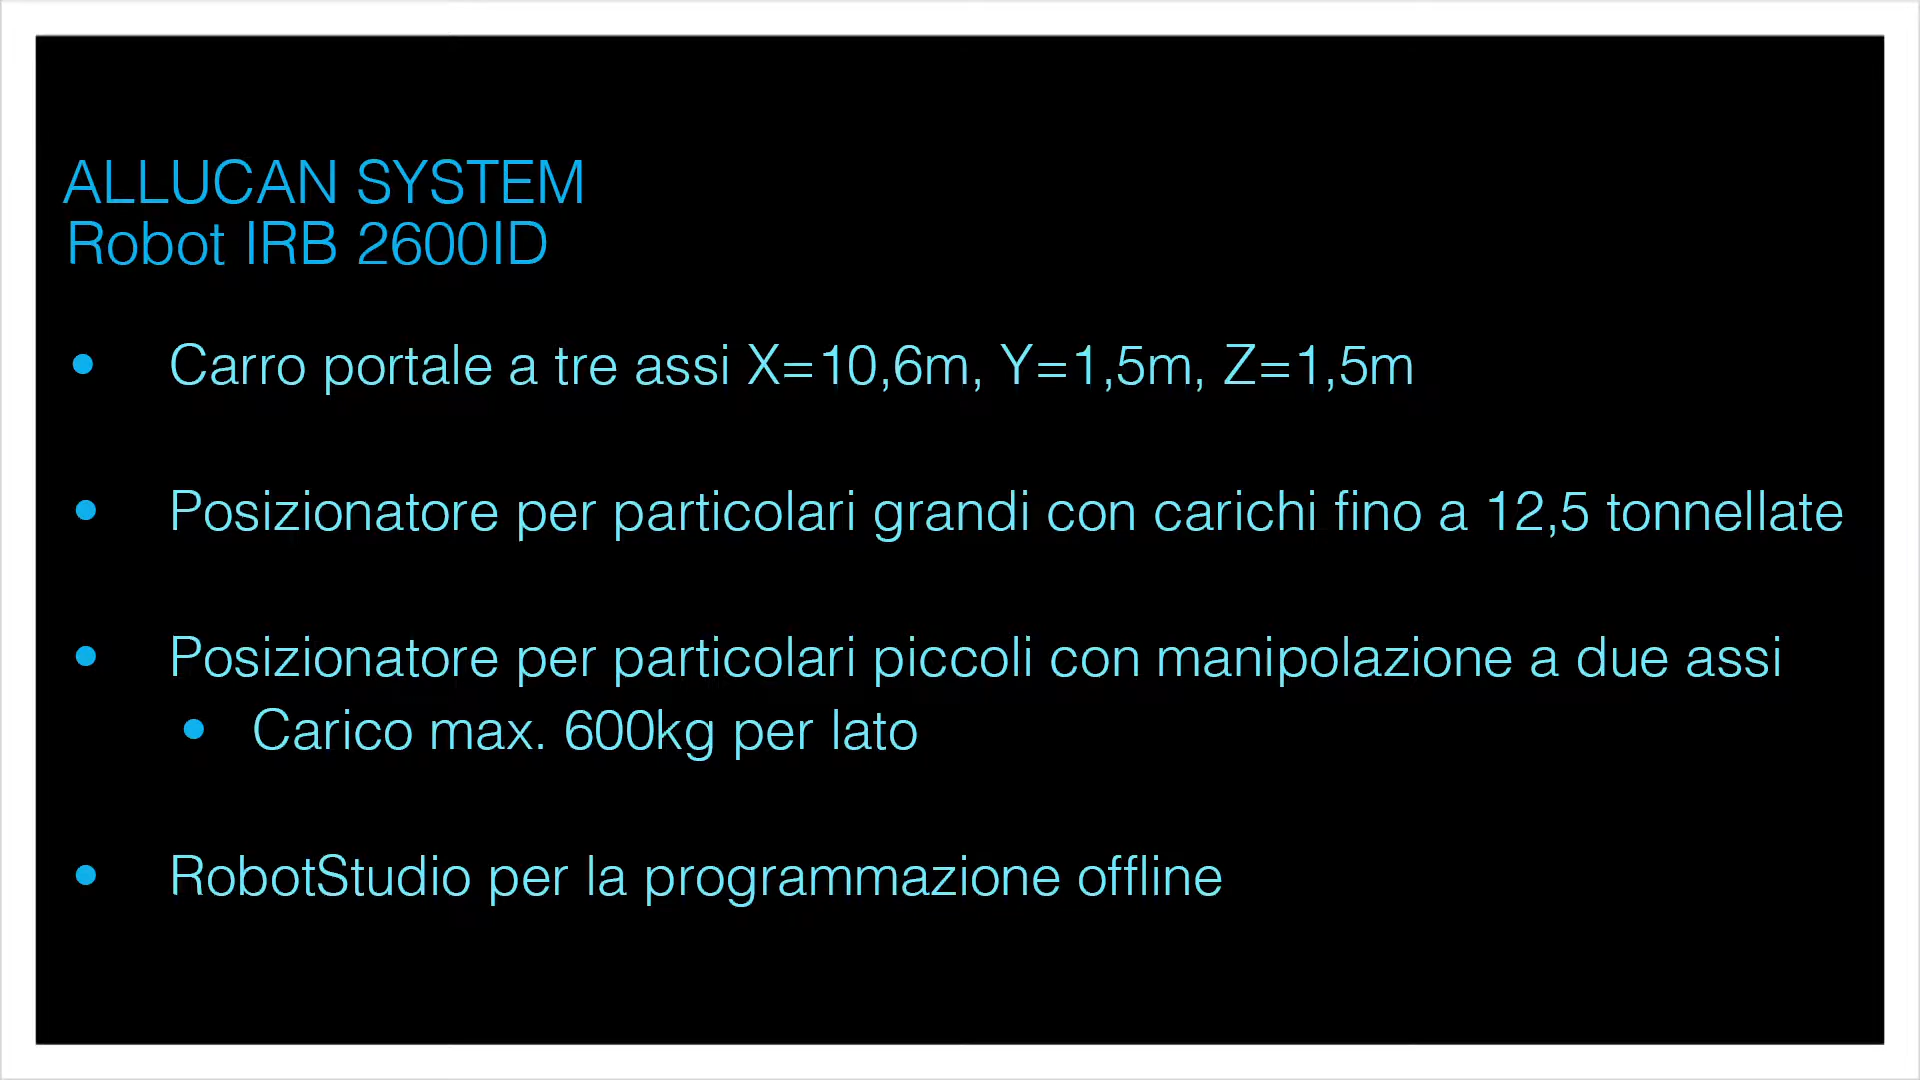 ALLUCAN SYSTEM
Robot IRB 2600ID
• Carro portale a tre assi X=10,6m, Y=1,5m, Z=1,5m
• Posizionatore per particolari grandi con carichi fino a 12,5 tonnellate
• Posizionatore per particolari piccoli con manipolazione a due assi
• Carico max. 600kg per lato
• RobotStudio per la programmazione offline